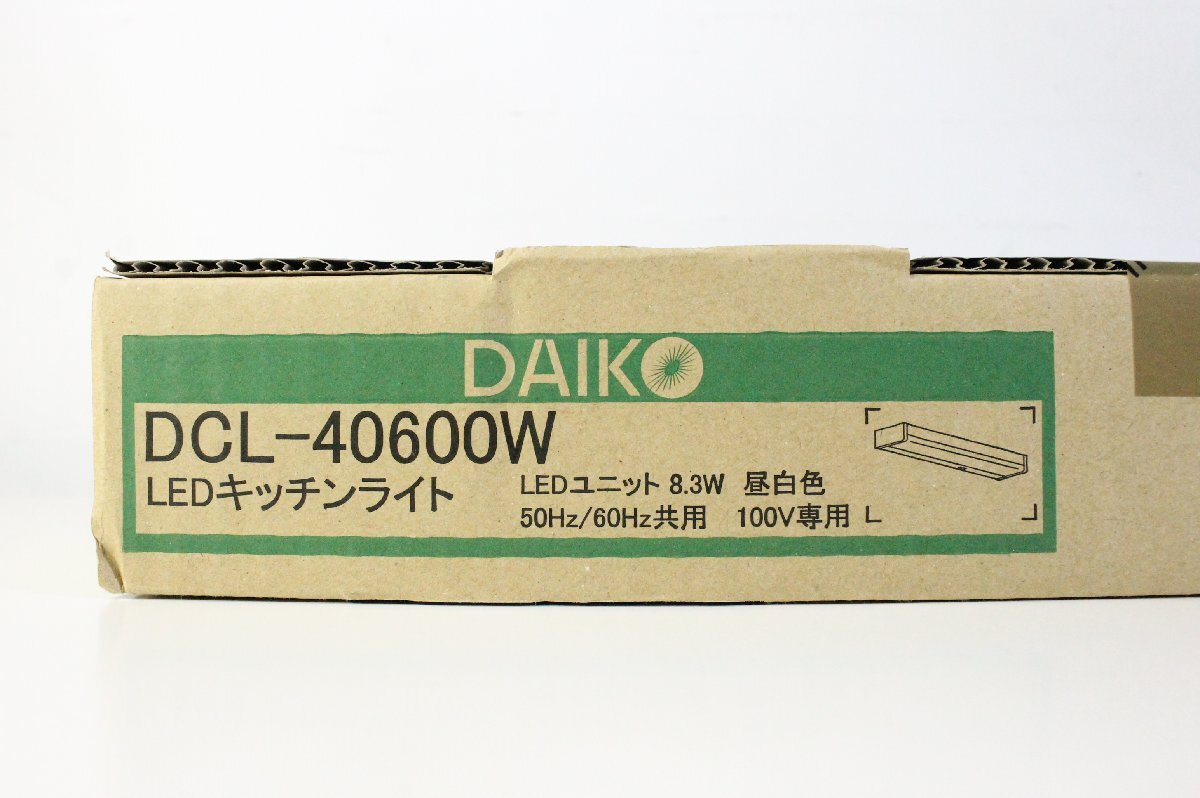 DAIKO
DCL-40600W
LEDキッチンライト
LEDユニット 8.3W 昼白色
50Hz/60Hz共用 100V専用